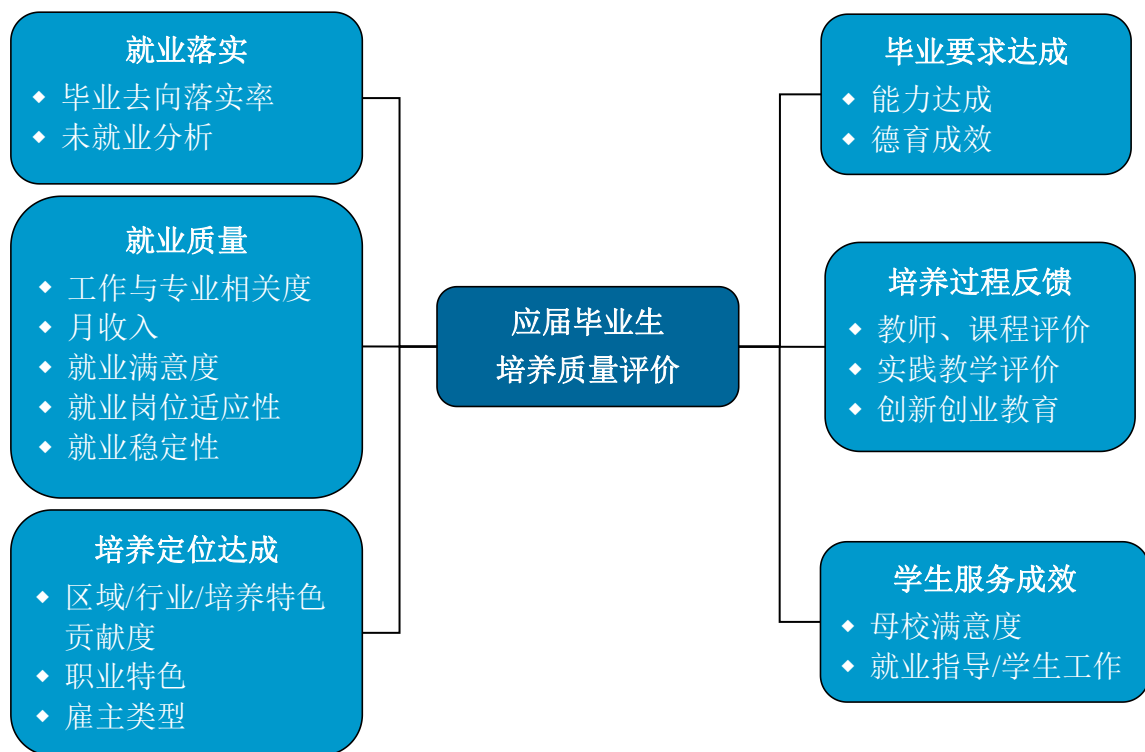 就业落实
◆ 毕业去向落实率
◆ 未就业分析
就业质量
◆ 工作与专业相关度
◆ 月收入
◆ 就业满意度
◆ 就业岗位适应性
◆ 就业稳定性
培养定位达成
◆ 区域/行业/培养特色
贡献度
◆ 职业特色
◆ 雇主类型
应届毕业生
培养质量评价
毕业要求达成
◆ 能力达成
◆ 德育成效
培养过程反馈
◆ 教师、课程评价
◆ 实践教学评价
◆ 创新创业教育
学生服务成效
◆ 母校满意度
◆ 就业指导/学生工作